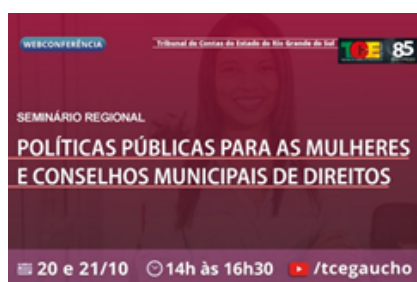 WEBCONFERÊNCIA
Tribunal de Contas do Estado do Rio Grande do Sul
TCE 85
SEMINÁRIO REGIONAL
POLÍTICAS PÚBLICAS PARA AS MULHERES
E CONSELHOS MUNICIPAIS DE DIREITOS
20 e 21/10 14h às 16h30 /tcegaucho